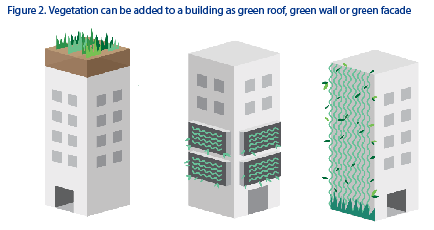 Figure 2. Vegetation can be added to a building as green roof, green wall or green facade